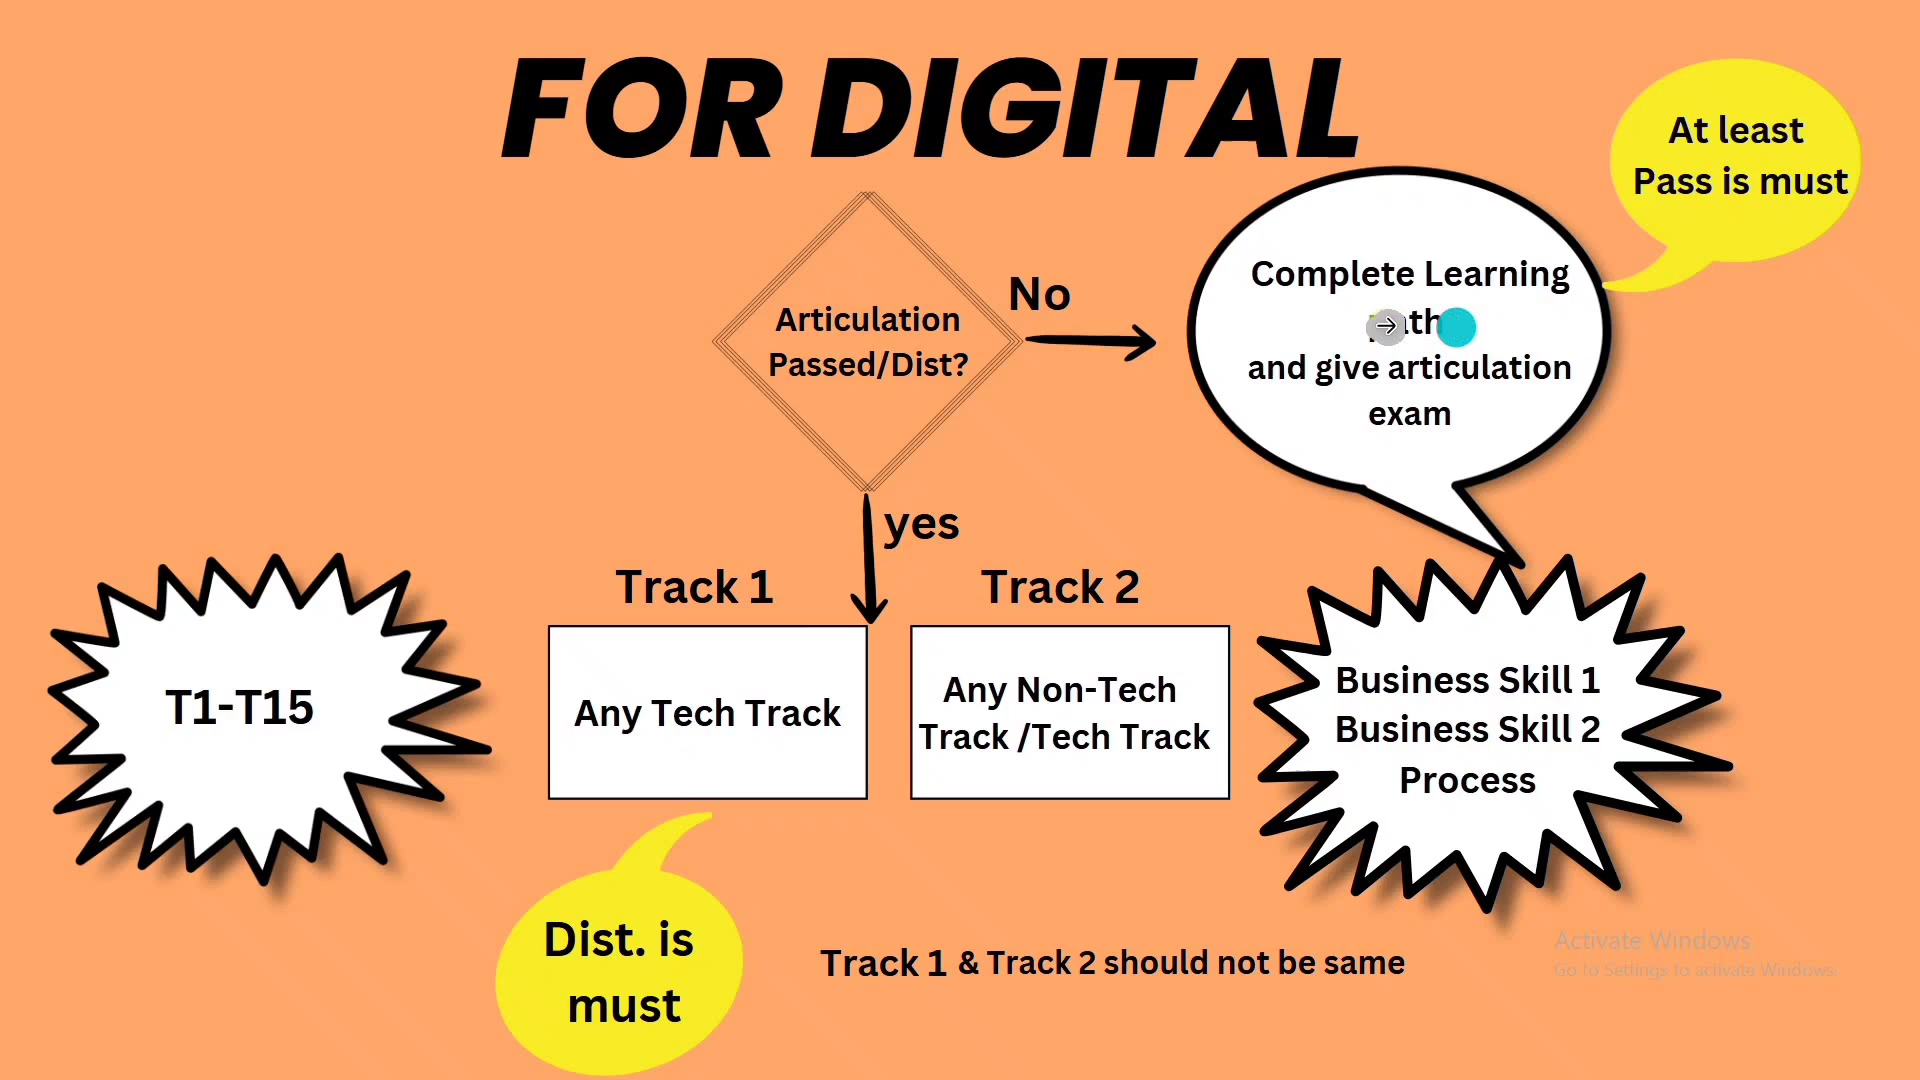 FOR DIGITAL
At least
Pass is must
Articulation
Passed/Dist?
No
Complete Learning
path
and give articulation
exam
yes
Track 1
Track 2
T1-T15
Any Tech Track
Any Non-Tech
Track /Tech Track
Business Skill 1
Business Skill 2
Process
Dist. is
must
Track 1 & Track 2 should not be same
Activate Windows
Go to Settings to activate Windows.